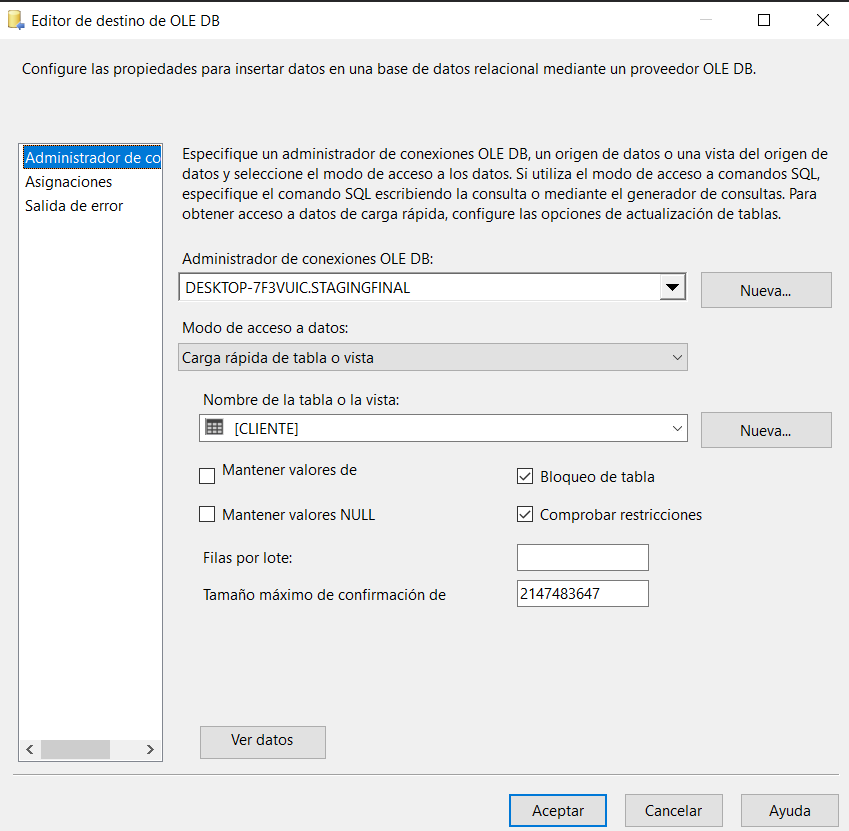 Editor de destino de OLE DB
Configure las propiedades para insertar datos en una base de datos relacional mediante un proveedor OLE DB.
Administrador de co
Asignaciones
Salida de error
Especifique un administrador de conexiones OLE DB, un origen de datos o una vista del origen de
datos y seleccione el modo de acceso a los datos. Si utiliza el modo de acceso a comandos SQL,
especifique el comando SQL escribiendo la consulta o mediante el generador de consultas. Para
obtener acceso a datos de carga rápida, configure las opciones de actualización de tablas.
Administrador de conexiones OLE DB:
DESKTOP-7F3VUIC.STAGINGFINAL
Nueva...
Modo de acceso a datos:
Carga rápida de tabla o vista
Nombre de la tabla o la vista:
[CLIENTE]
Nueva...
Mantener valores de
Bloqueo de tabla
Mantener valores NULL
Comprobar restricciones
Filas por lote:
Tamaño máximo de confirmación de
2147483647
Ver datos
Aceptar
Cancelar
Ayuda